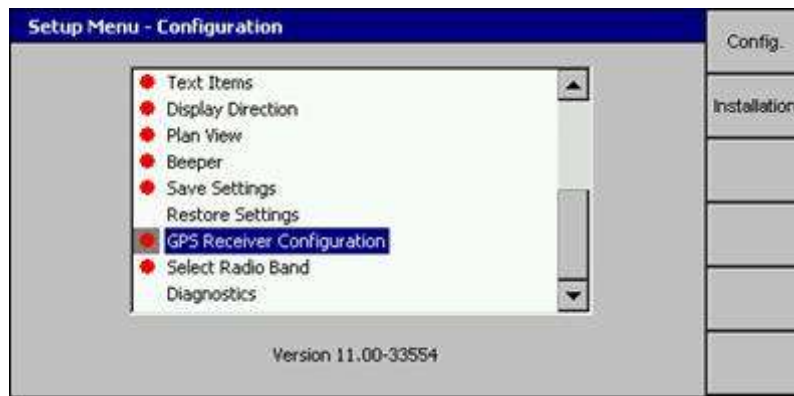 Setup Menu - Configuration
Config.
Installation
Text Items
Display Direction
Plan View
Beeper
Save Settings
Restore Settings
GPS Receiver Configuration
Select Radio Band
Diagnostics
Version 11.00-33554